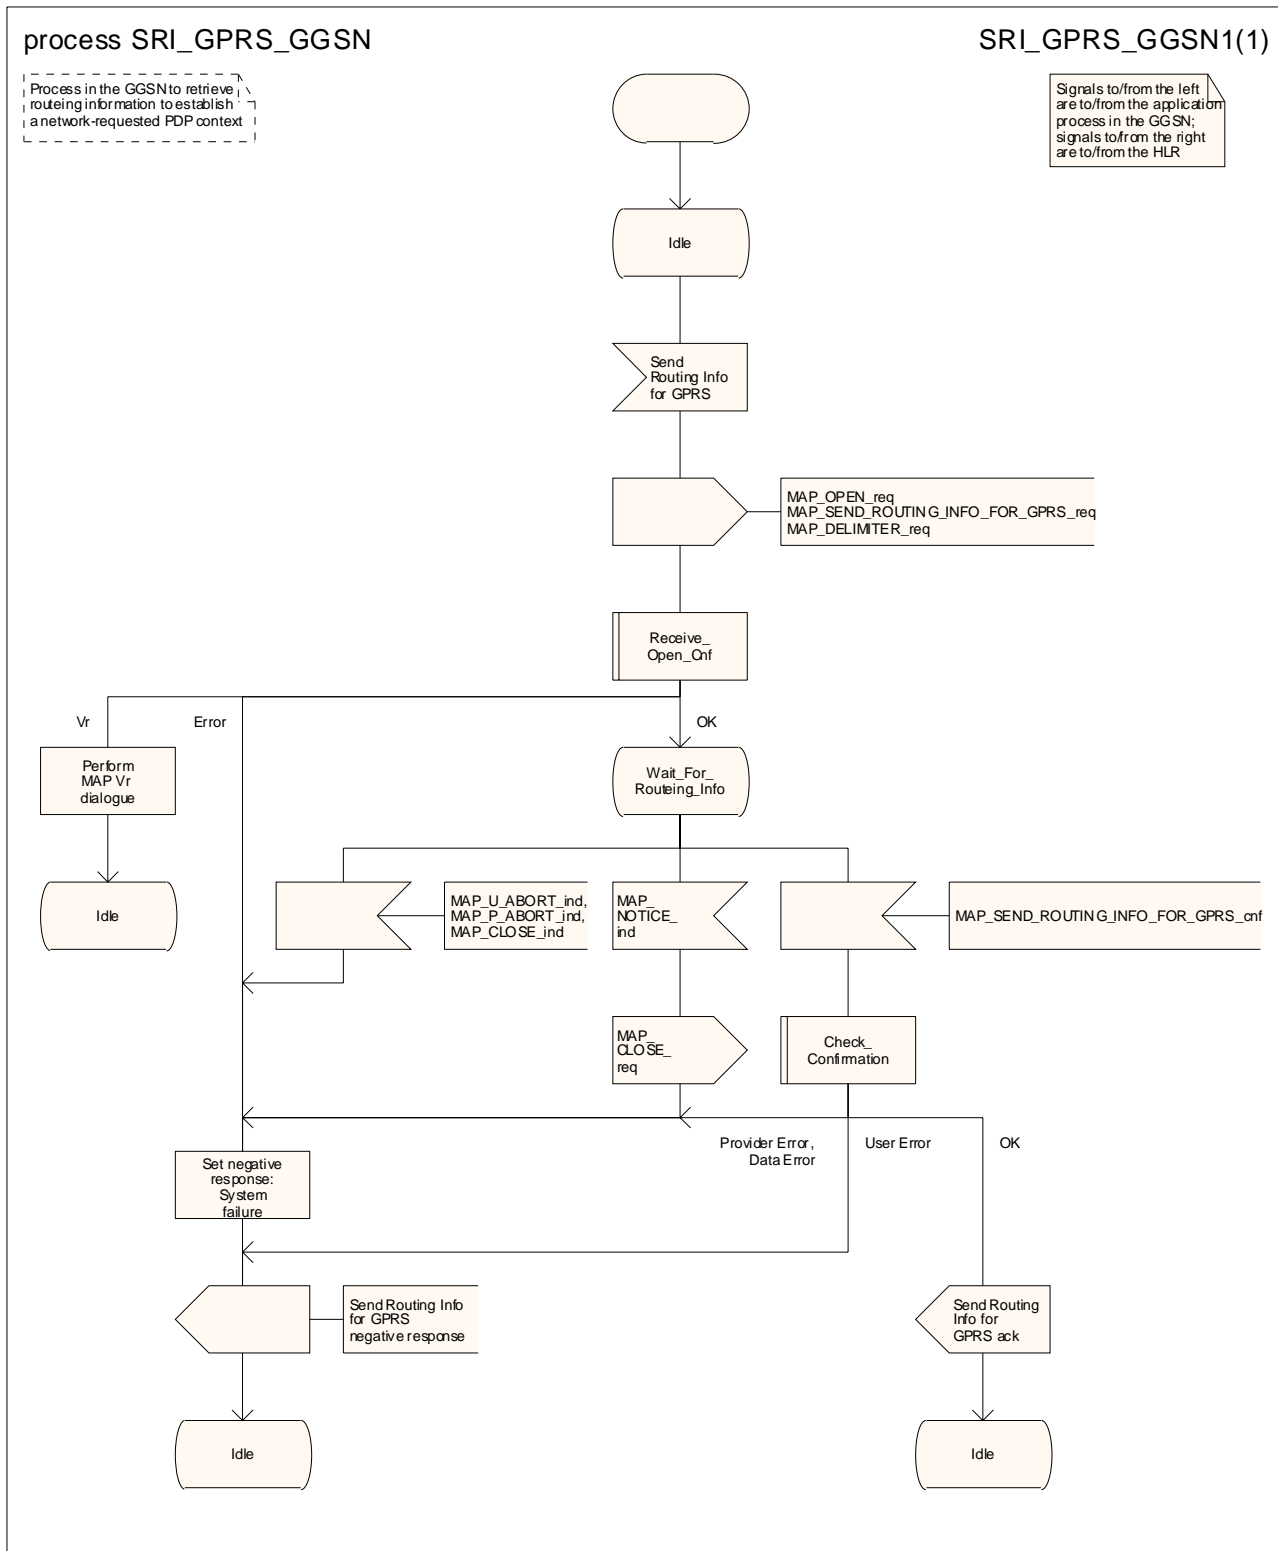 process SRI_GPRS_GGSN
SRI_GPRS_GGSN1(1)
Process in the GGSN to retrieve
routeing information to establish
a network-requested PDP context
Signals to/from the left
are to/from the application
process in the GGSN;
signals to/from the right
are to/from the HLR
Idle
Send
Routing Info
for GPRS
MAP_OPEN_req
MAP_SEND_ROUTING_INFO_FOR_GPRS_req
MAP_DELIMITER_req
Receive_
Open_Cnf
Vr
Error
OK
Perform
MAP Vr
dialogue
Wait_For_
Routeing_Info
Idle
MAP_U_ABORT_ind,
MAP_P_ABORT_ind,
MAP_CLOSE_ind
MAP_
NOTICE_
ind
MAP_SEND_ROUTING_INFO_FOR_GPRS_cnf
MAP_
CLOSE_
req
Check_
Confirmation
Provider Error,
Data Error
User Error
OK
Set negative
response:
System
failure
Send Routing Info
for GPRS
negative response
Send Routing
Info for
GPRS ack
Idle
Idle